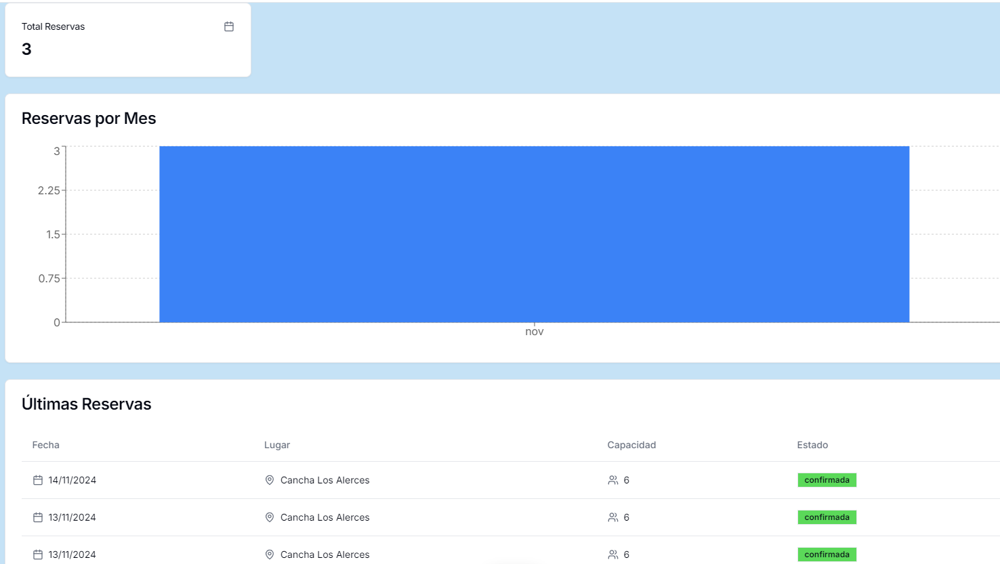 Total Reservas
3
Reservas por Mes
3
2.25
1.5
0.75
0
nov
Últimas Reservas
Fecha Lugar Capacidad Estado
14/11/2024 Cancha Los Alerces 6 confirmada
13/11/2024 Cancha Los Alerces 6 confirmada
13/11/2024 Cancha Los Alerces 6 confirmada